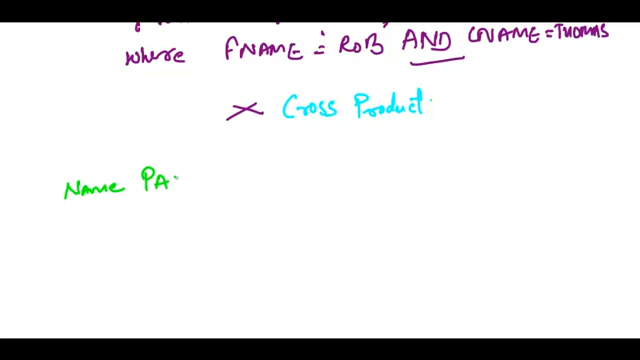 where FNAME = ROB AND LNAME = THOMAS
X Cross Product
Name PA